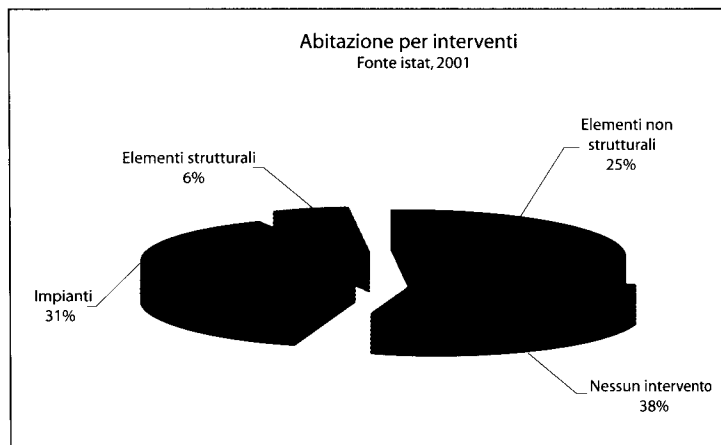 Abitazione per interventi
Fonte istat, 2001
Elementi non
strutturali
25%
Elementi strutturali
6%
Impianti
31%
Nessun intervento
38%